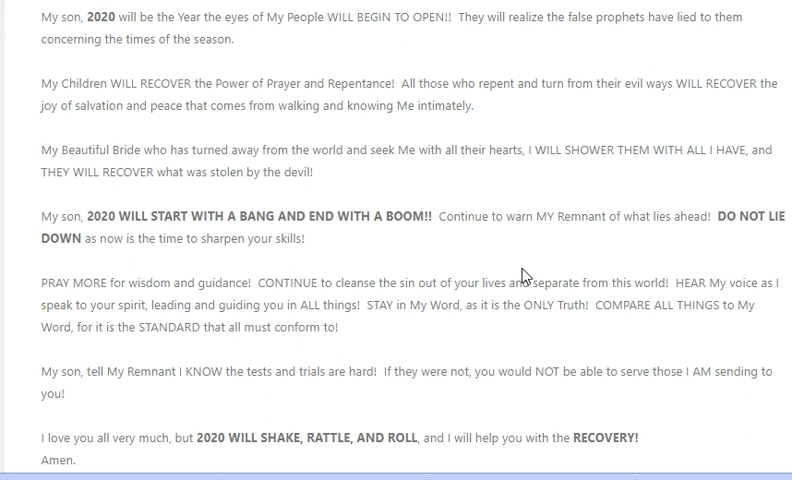 My son, 2020 will be the Year the eyes of My People WILL BEGIN TO OPEN!!  They will realize the false prophets have lied to them
concerning the times of the season.
My Children WILL RECOVER the Power of Prayer and Repentance!  All those who repent and turn from their evil ways WILL RECOVER the
joy of salvation and peace that comes from walking and knowing Me intimately.
My Beautiful Bride who has turned away from the world and seek Me with all their hearts, I WILL SHOWER THEM WITH ALL I HAVE, and
THEY WILL RECOVER what was stolen by the devil!
My son, 2020 WILL START WITH A BANG AND END WITH A BOOM!!  Continue to warn MY Remnant of what lies ahead!  DO NOT LIE
DOWN as now is the time to sharpen your skills!
PRAY MORE for wisdom and guidance!  CONTINUE to cleanse the sin out of your lives and separate from this world!  HEAR My voice as I
speak to your spirit, leading and guiding you in ALL things!  STAY in My Word, as it is the ONLY Truth!  COMPARE ALL THINGS to My
Word, for it is the STANDARD that all must conform to!
My son, tell My Remnant I KNOW the tests and trials are hard!  If they were not, you would NOT be able to serve those I AM sending to
you!
I love you all very much, but 2020 WILL SHAKE, RATTLE, AND ROLL, and I will help you with the RECOVERY!
Amen.